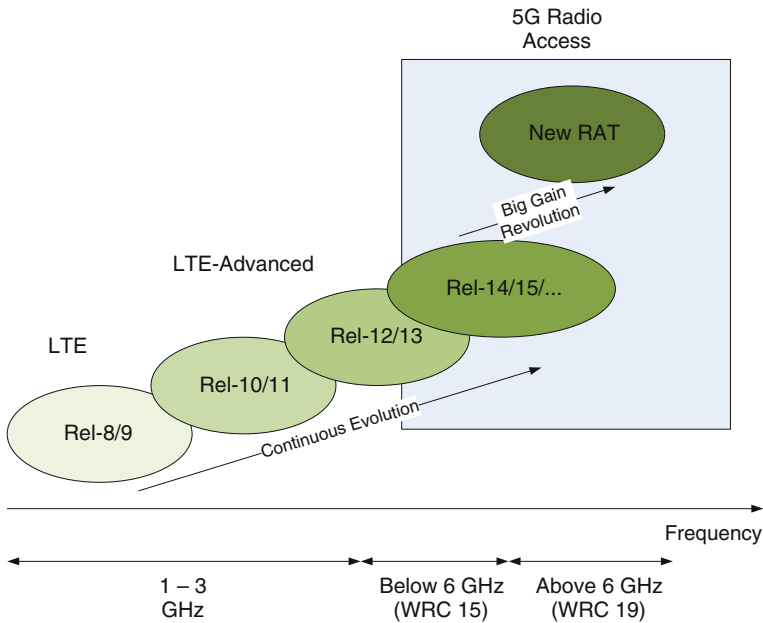 5G Radio
Access
New RAT
Big Gain
Revolution
LTE-Advanced
Rel-14/15/...
Rel-12/13
LTE
Rel-10/11
Rel-8/9
Continuous Evolution
Frequency
1 – 3
GHz
Below 6 GHz
(WRC 15)
Above 6 GHz
(WRC 19)